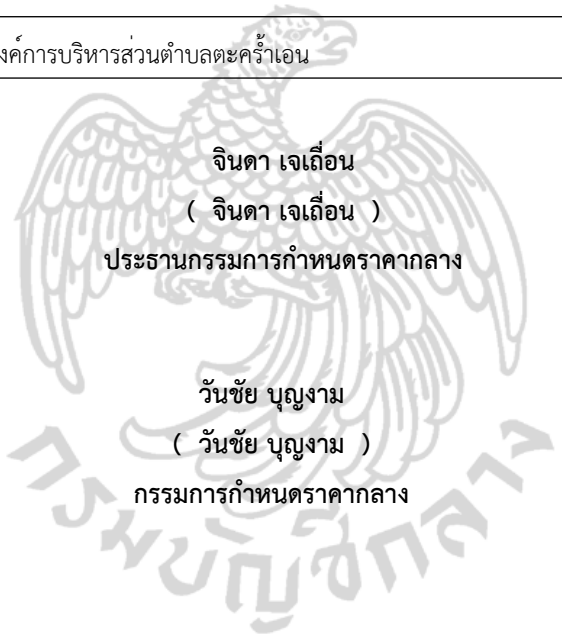 งค์การบริหารส่วนตำบลตะคร้ำเอน
จินดา เจเถื่อน
( จินดา เจเถื่อน )
ประธานกรรมการกำหนดราคากลาง
วันชัย บุญงาม
( วันชัย บุญงาม )
กรรมการกำหนดราคากลาง
กรมบัญชีกลาง